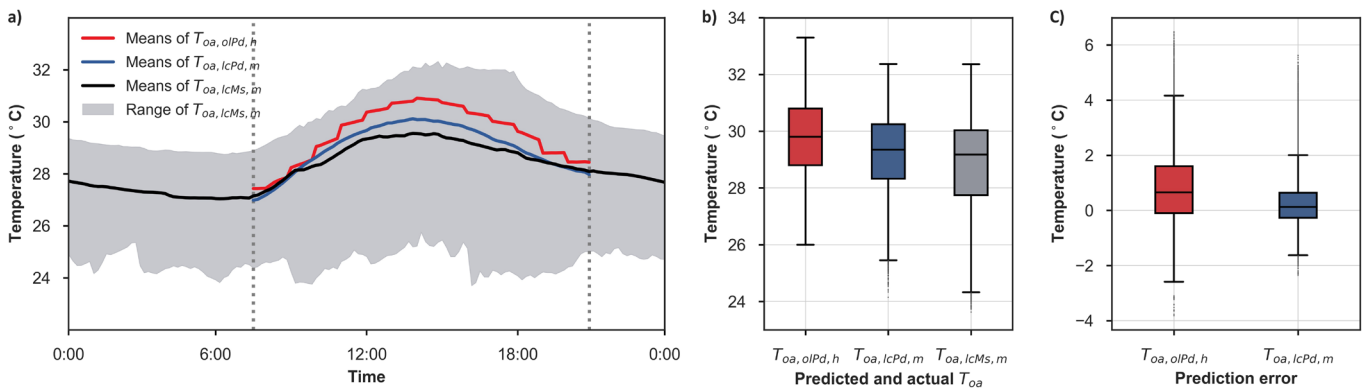 a)
Temperature (°C)
32
30
28
26
24
Means of T_oa,olPd,h
Means of T_oa,lcPd,m
Means of T_oa,lcMs,m
Range of T_oa,lcMs,m
0:00 6:00 12:00 18:00 0:00
Time
b)
Temperature (°C)
34
32
30
28
26
24
T_oa,olPd,h T_oa,lcPd,m T_oa,lcMs,m
Predicted and actual T_oa
C)
Temperature (°C)
6
4
2
0
−2
−4
T_oa,olPd,h T_oa,lcPd,m
Prediction error